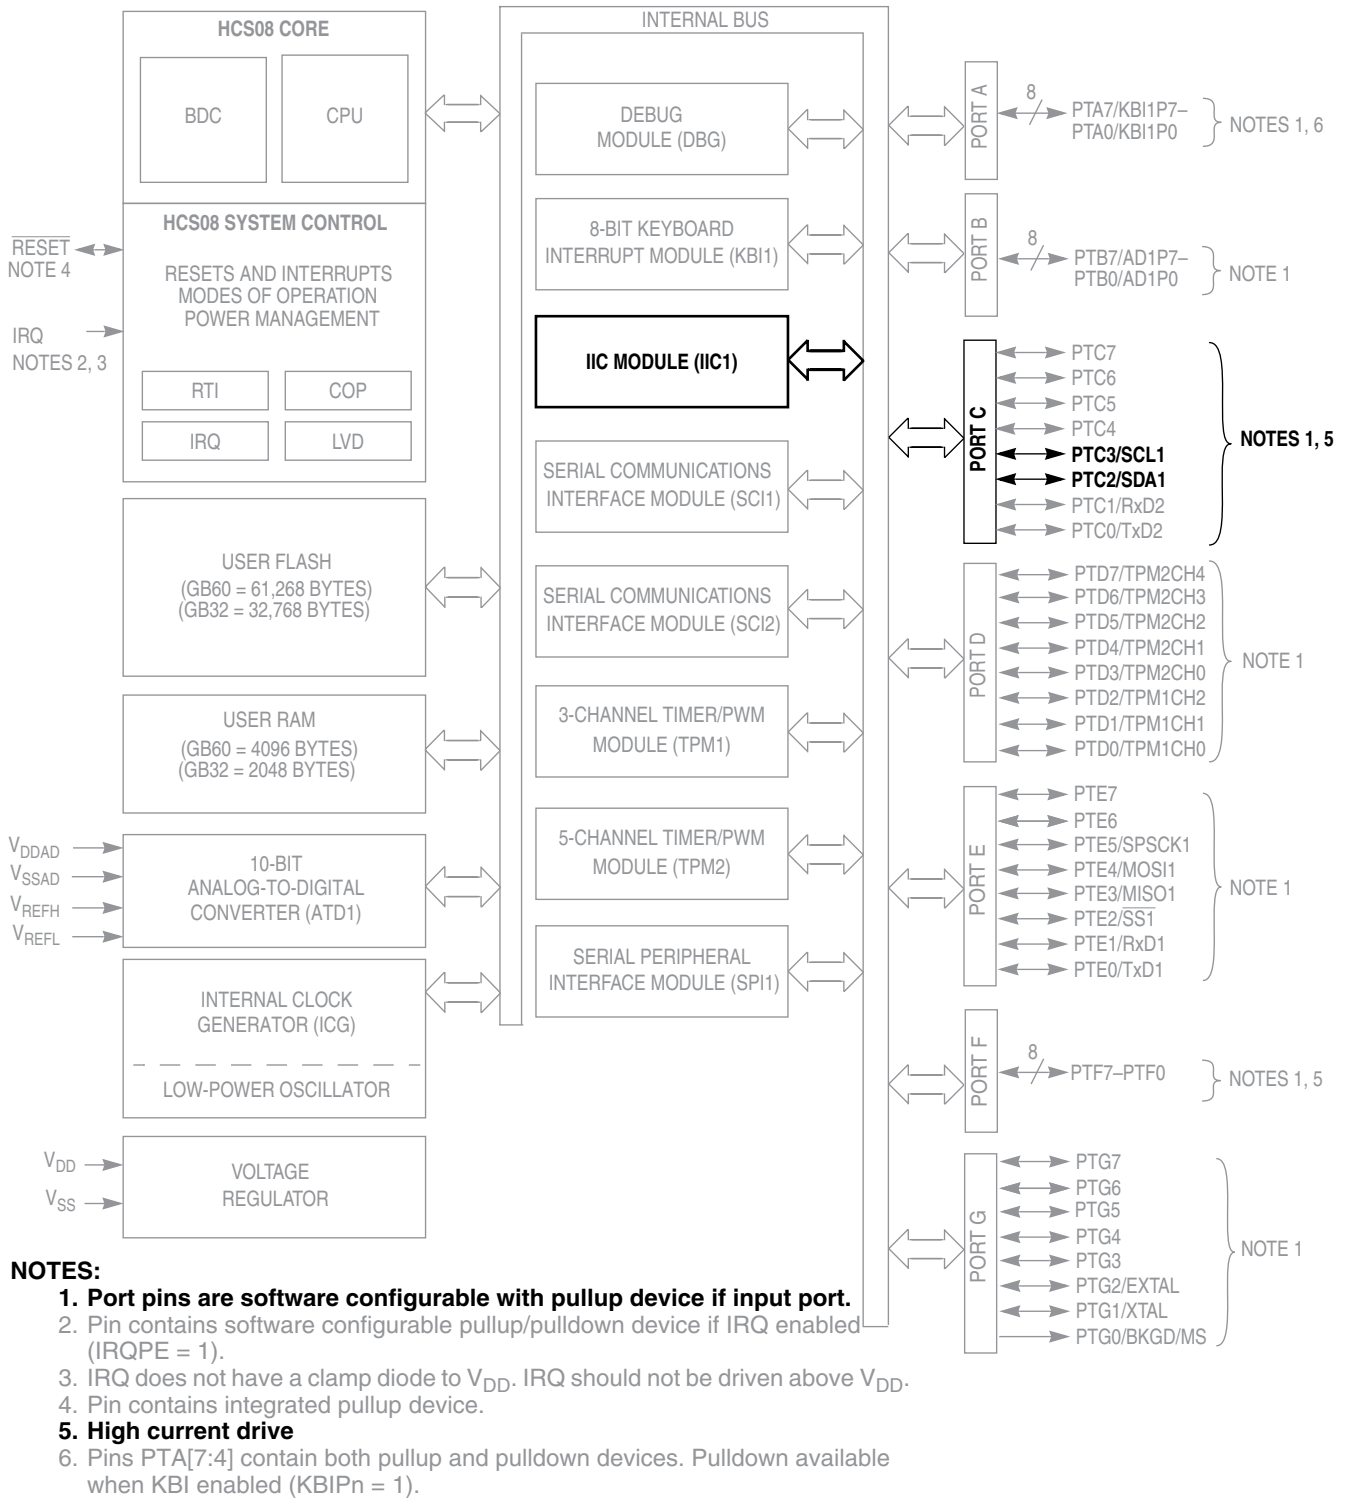 HCS08 CORE
BDC
CPU
HCS08 SYSTEM CONTROL
RESETS AND INTERRUPTS
MODES OF OPERATION
POWER MANAGEMENT
RTI
COP
IRQ
LVD
RESET
NOTE 4
IRQ
NOTES 2, 3
USER FLASH
(GB60 = 61,268 BYTES)
(GB32 = 32,768 BYTES)
USER RAM
(GB60 = 4096 BYTES)
(GB32 = 2048 BYTES)
VDDAD
VSSAD
VREFH
VREFL
10-BIT
ANALOG-TO-DIGITAL
CONVERTER (ATD1)
INTERNAL CLOCK
GENERATOR (ICG)
LOW-POWER OSCILLATOR
VDD
VSS
VOLTAGE
REGULATOR
INTERNAL BUS
DEBUG
MODULE (DBG)
8-BIT KEYBOARD
INTERRUPT MODULE (KBI1)
IIC MODULE (IIC1)
SERIAL COMMUNICATIONS
INTERFACE MODULE (SCI1)
SERIAL COMMUNICATIONS
INTERFACE MODULE (SCI2)
3-CHANNEL TIMER/PWM
MODULE (TPM1)
5-CHANNEL TIMER/PWM
MODULE (TPM2)
SERIAL PERIPHERAL
INTERFACE MODULE (SPI1)
PORT A
8
PTA7/KBI1P7–
PTA0/KBI1P0
NOTES 1, 6
PORT B
8
PTB7/AD1P7–
PTB0/AD1P0
NOTE 1
PORT C
PTC7
PTC6
PTC5
PTC4
PTC3/SCL1
PTC2/SDA1
PTC1/RxD2
PTC0/TxD2
NOTES 1, 5
PORT D
PTD7/TPM2CH4
PTD6/TPM2CH3
PTD5/TPM2CH2
PTD4/TPM2CH1
PTD3/TPM2CH0
PTD2/TPM1CH2
PTD1/TPM1CH1
PTD0/TPM1CH0
NOTE 1
PORT E
PTE7
PTE6
PTE5/SPSCK1
PTE4/MOSI1
PTE3/MISO1
PTE2/SS1
PTE1/RxD1
PTE0/TxD1
NOTE 1
PORT F
8
PTF7–PTF0
NOTES 1, 5
PORT G
PTG7
PTG6
PTG5
PTG4
PTG3
PTG2/EXTAL
PTG1/XTAL
PTG0/BKGD/MS
NOTE 1
NOTES:
1. Port pins are software configurable with pullup device if input port.
2. Pin contains software configurable pullup/pulldown device if IRQ enabled
(IRQPE = 1).
3. IRQ does not have a clamp diode to VDD. IRQ should not be driven above VDD.
4. Pin contains integrated pullup device.
5. High current drive
6. Pins PTA[7:4] contain both pullup and pulldown devices. Pulldown available
when KBI enabled (KBIPn = 1).